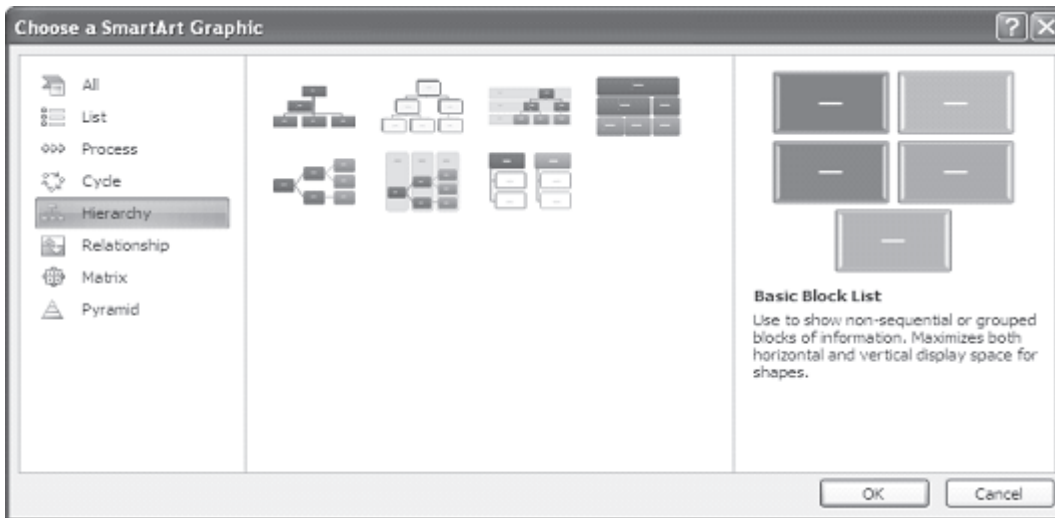 Choose a SmartArt Graphic
All
List
Process
Cycle
Hierarchy
Relationship
Matrix
Pyramid
Basic Block List
Use to show non-sequential or grouped
blocks of information. Maximizes both
horizontal and vertical display space for
shapes.
OK
Cancel